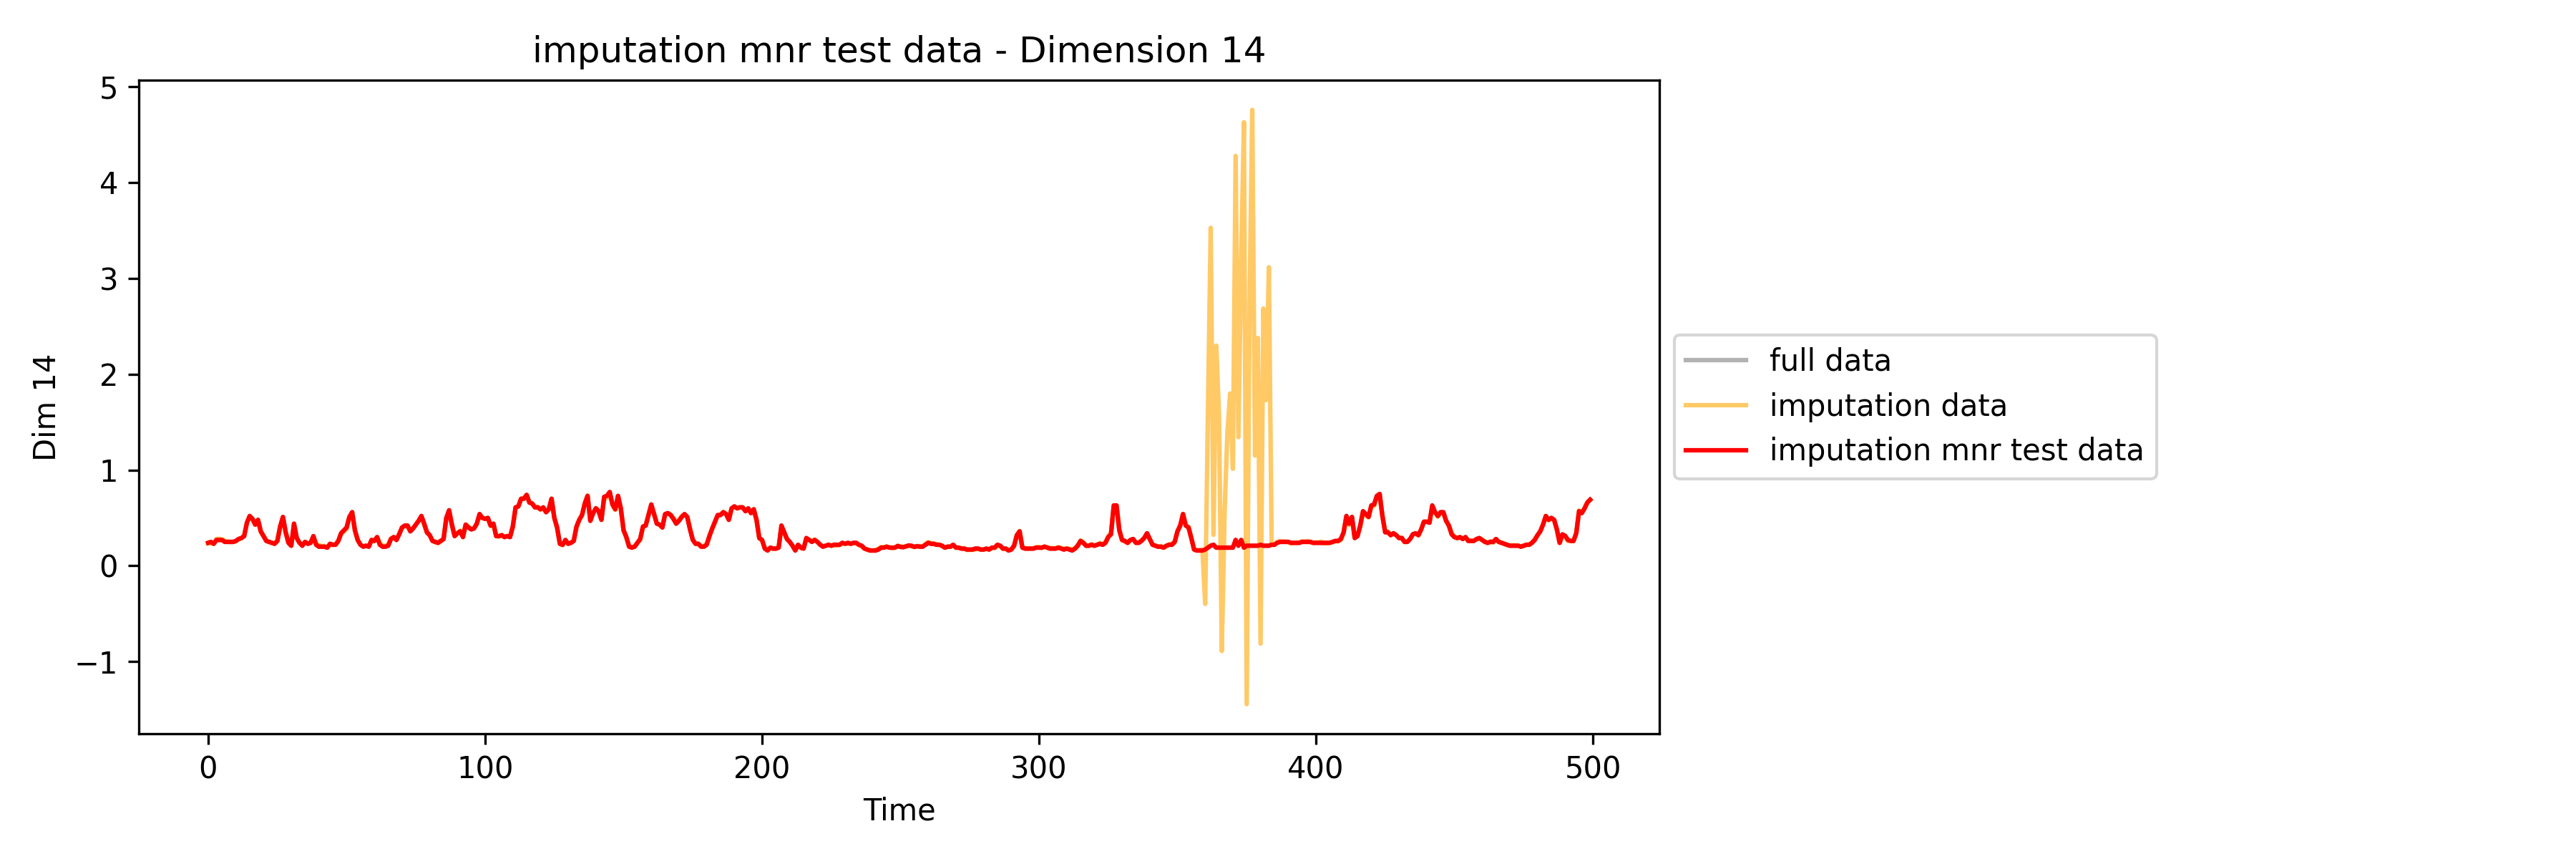 imputation mnr test data - Dimension 14
5
4
3
2
1
0
−1
Dim 14
0 100 200 300 400 500
Time
full data
imputation data
imputation mnr test data